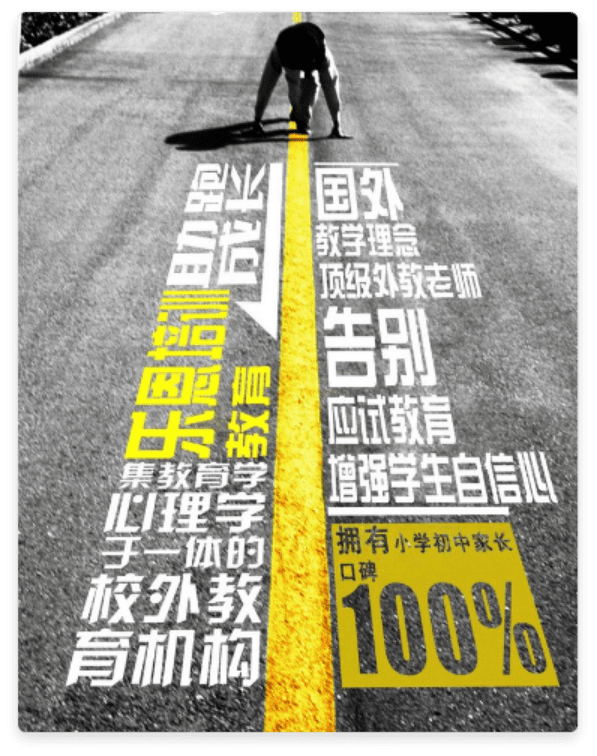 助跑
成长
乐恩培训
教育
集教育学
心理学
于一体的
校外教
育机构
国外
教学理念
顶级外教老师
告别
应试教育
增强学生自信心
拥有小学初中家长
口碑
100%